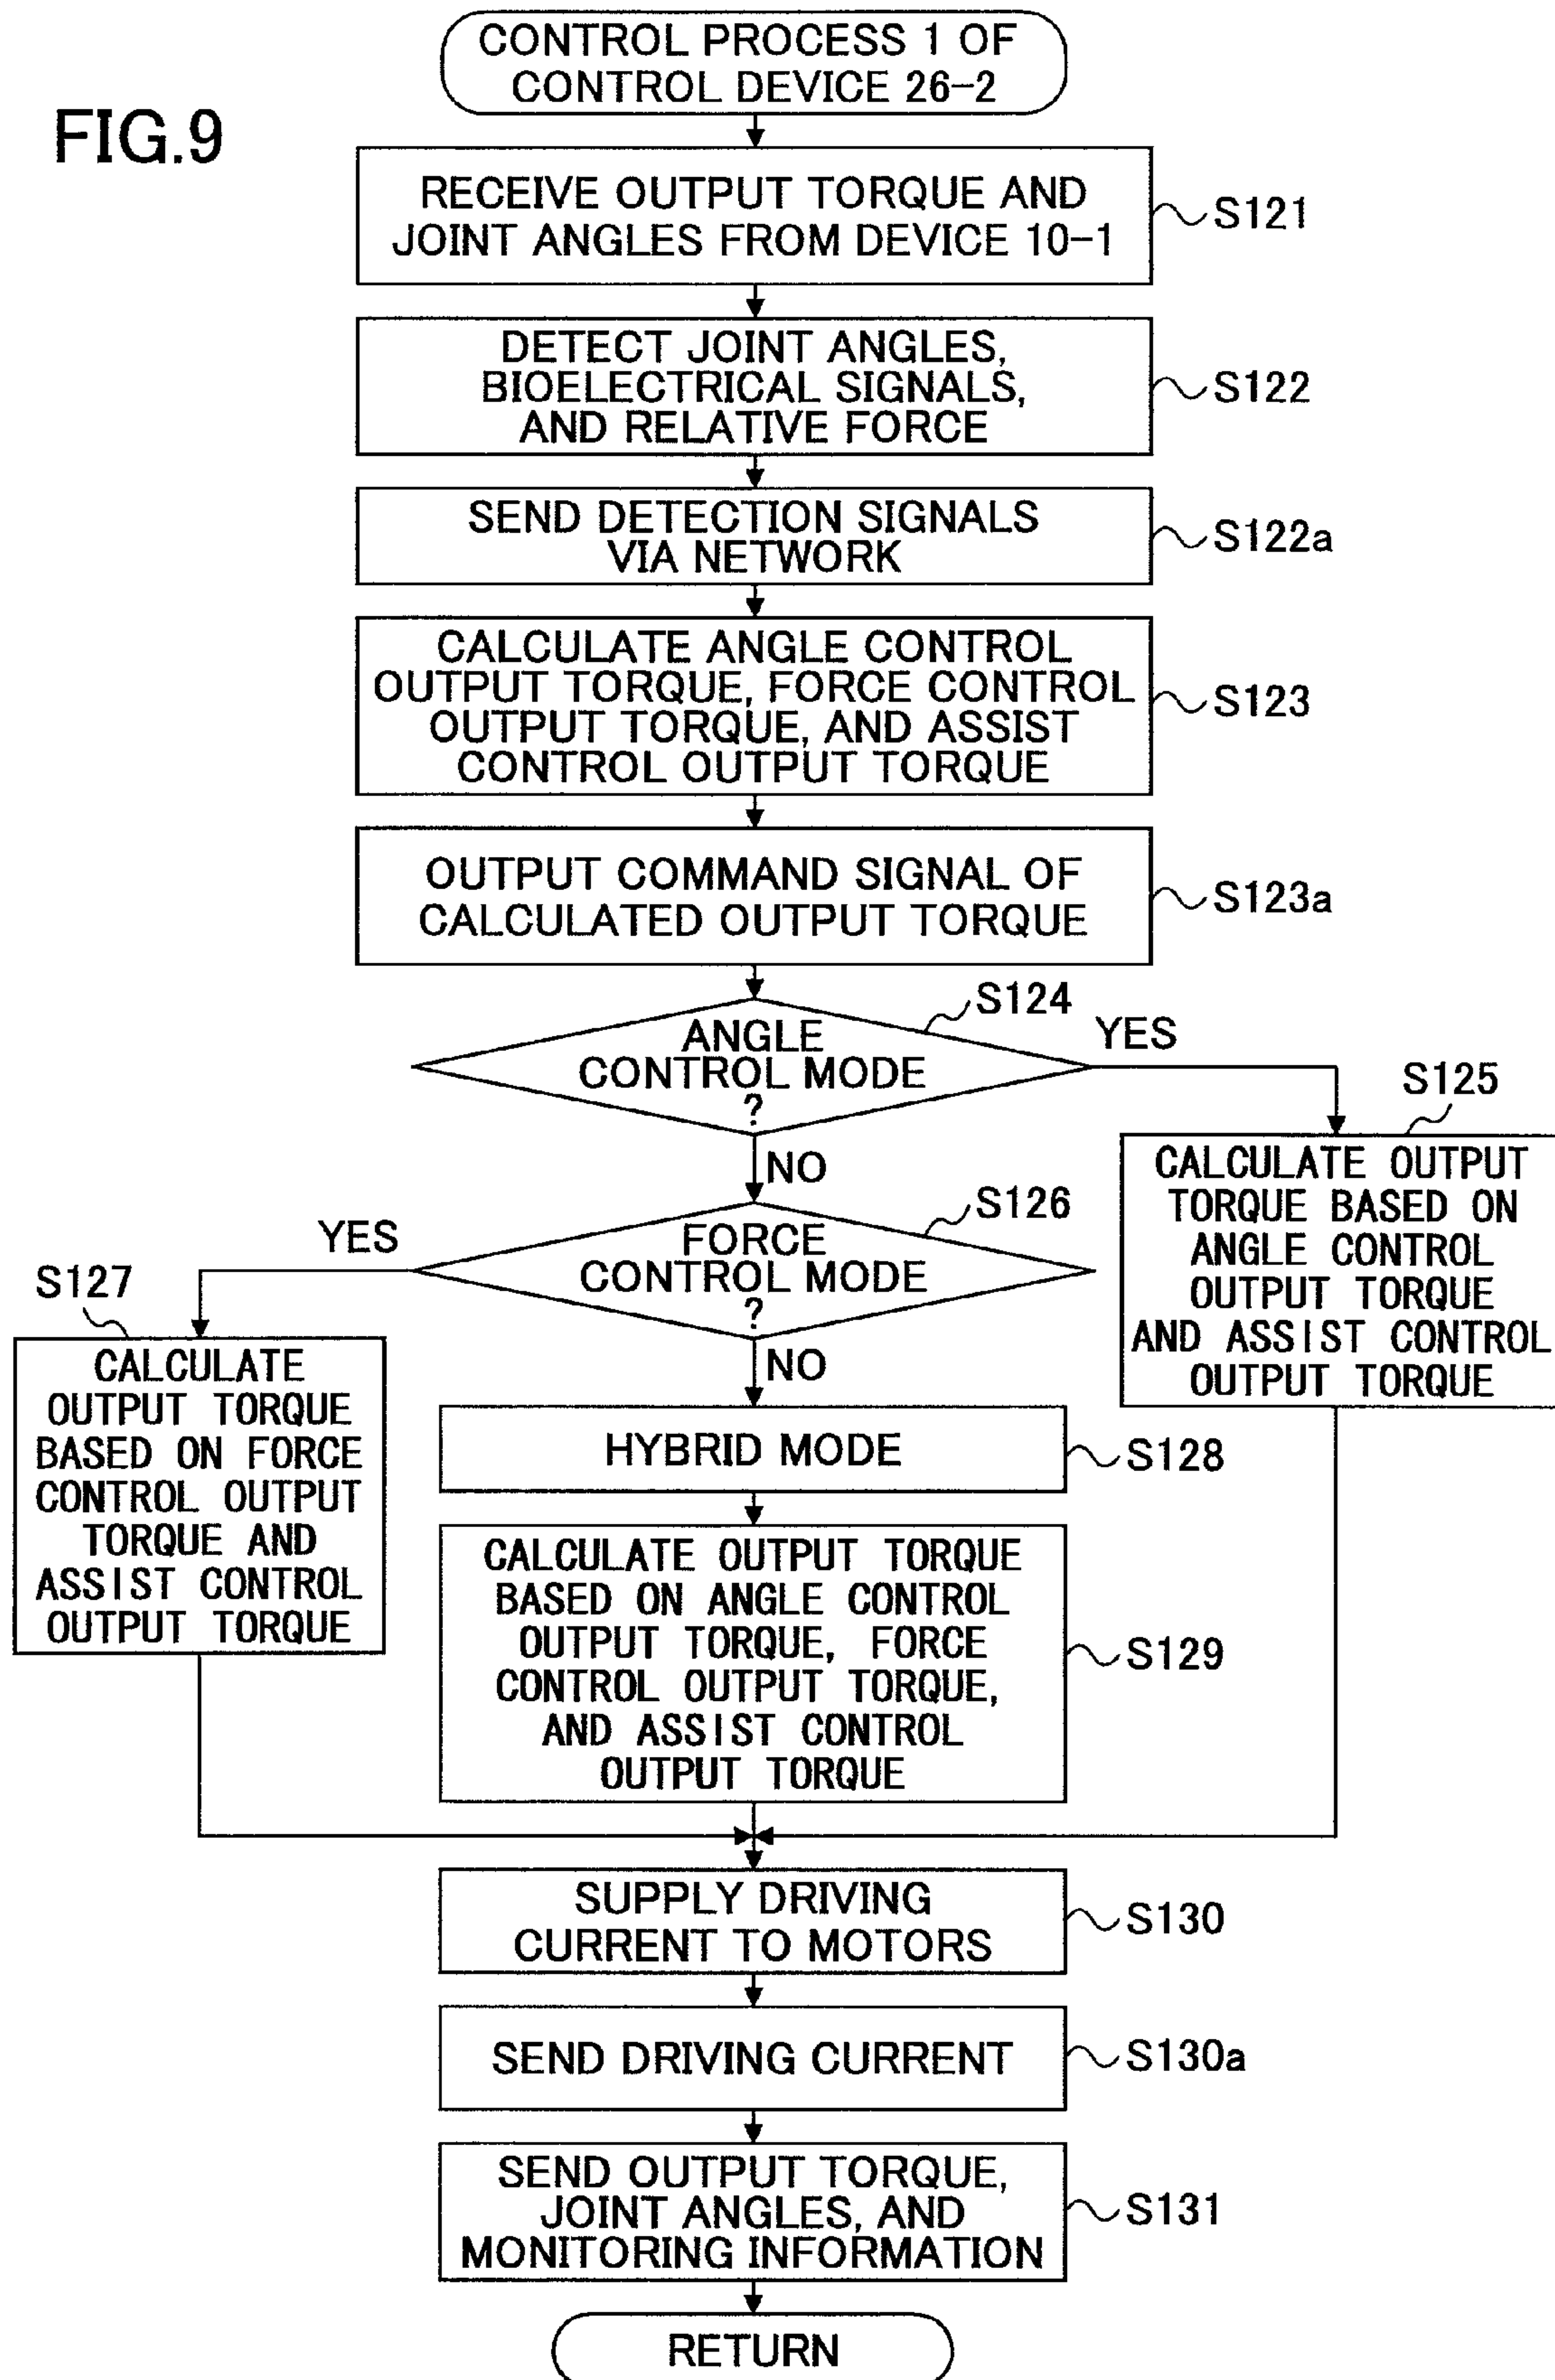 FIG.9
CONTROL PROCESS 1 OF
CONTROL DEVICE 26-2
RECEIVE OUTPUT TORQUE AND
JOINT ANGLES FROM DEVICE 10-1
S121
DETECT JOINT ANGLES,
BIOELECTRICAL SIGNALS,
AND RELATIVE FORCE
S122
SEND DETECTION SIGNALS
VIA NETWORK
S122a
CALCULATE ANGLE CONTROL
OUTPUT TORQUE, FORCE CONTROL
OUTPUT TORQUE, AND ASSIST
CONTROL OUTPUT TORQUE
S123
OUTPUT COMMAND SIGNAL OF
CALCULATED OUTPUT TORQUE
S123a
S124
ANGLE
CONTROL MODE
?
YES
NO
S125
CALCULATE OUTPUT
TORQUE BASED ON
ANGLE CONTROL
OUTPUT TORQUE
AND ASSIST CONTROL
OUTPUT TORQUE
S126
FORCE
CONTROL MODE
?
YES
NO
S127
CALCULATE
OUTPUT TORQUE
BASED ON FORCE
CONTROL OUTPUT
TORQUE AND
ASSIST CONTROL
OUTPUT TORQUE
HYBRID MODE
S128
CALCULATE OUTPUT TORQUE
BASED ON ANGLE CONTROL
OUTPUT TORQUE, FORCE
CONTROL OUTPUT TORQUE,
AND ASSIST CONTROL
OUTPUT TORQUE
S129
SUPPLY DRIVING
CURRENT TO MOTORS
S130
SEND DRIVING CURRENT
S130a
SEND OUTPUT TORQUE,
JOINT ANGLES, AND
MONITORING INFORMATION
S131
RETURN